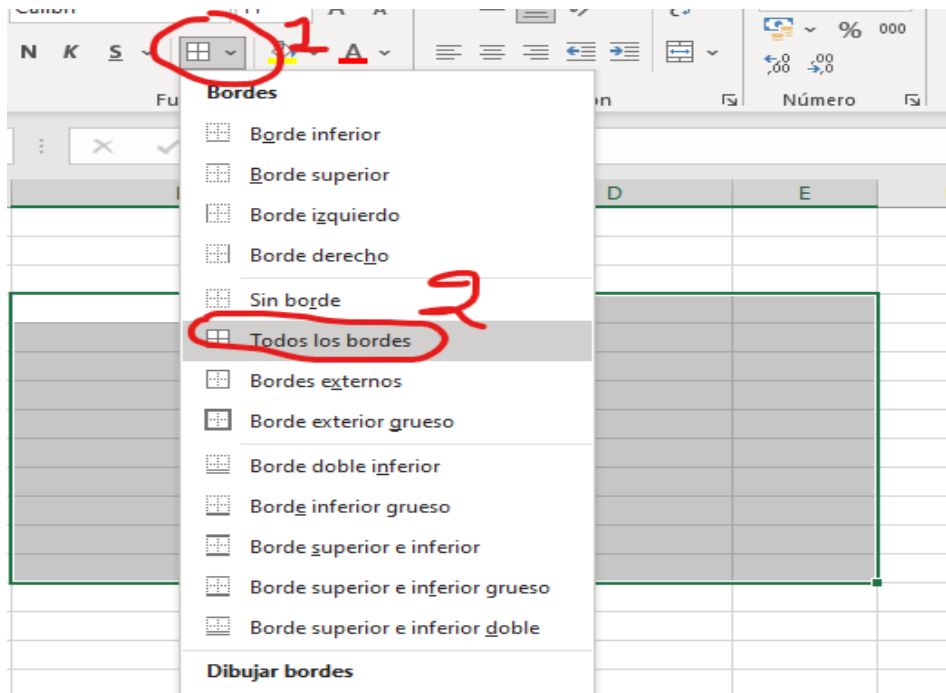 1
N K S A % 000
Número
Bordes
Borde inferior
Borde superior
Borde izquierdo
Borde derecho
D E
Sin borde
2
Todos los bordes
Bordes externos
Borde exterior grueso
Borde doble inferior
Borde inferior grueso
Borde superior e inferior
Borde superior e inferior grueso
Borde superior e inferior doble
Dibujar bordes